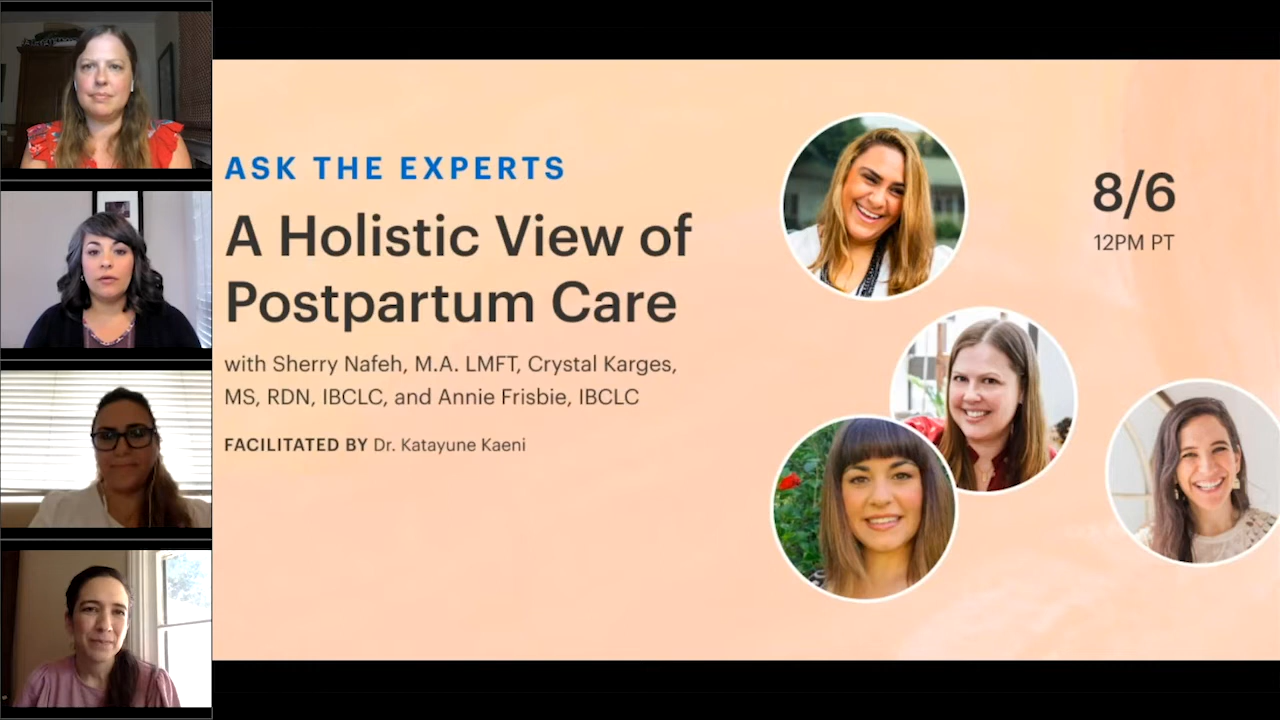 ASK THE EXPERTS
A Holistic View of
Postpartum Care
with Sherry Nafeh, M.A. LMFT, Crystal Karges,
MS, RDN, IBCLC, and Annie Frisbie, IBCLC
FACILITATED BY Dr. Katayune Kaeni
8/6
12PM PT